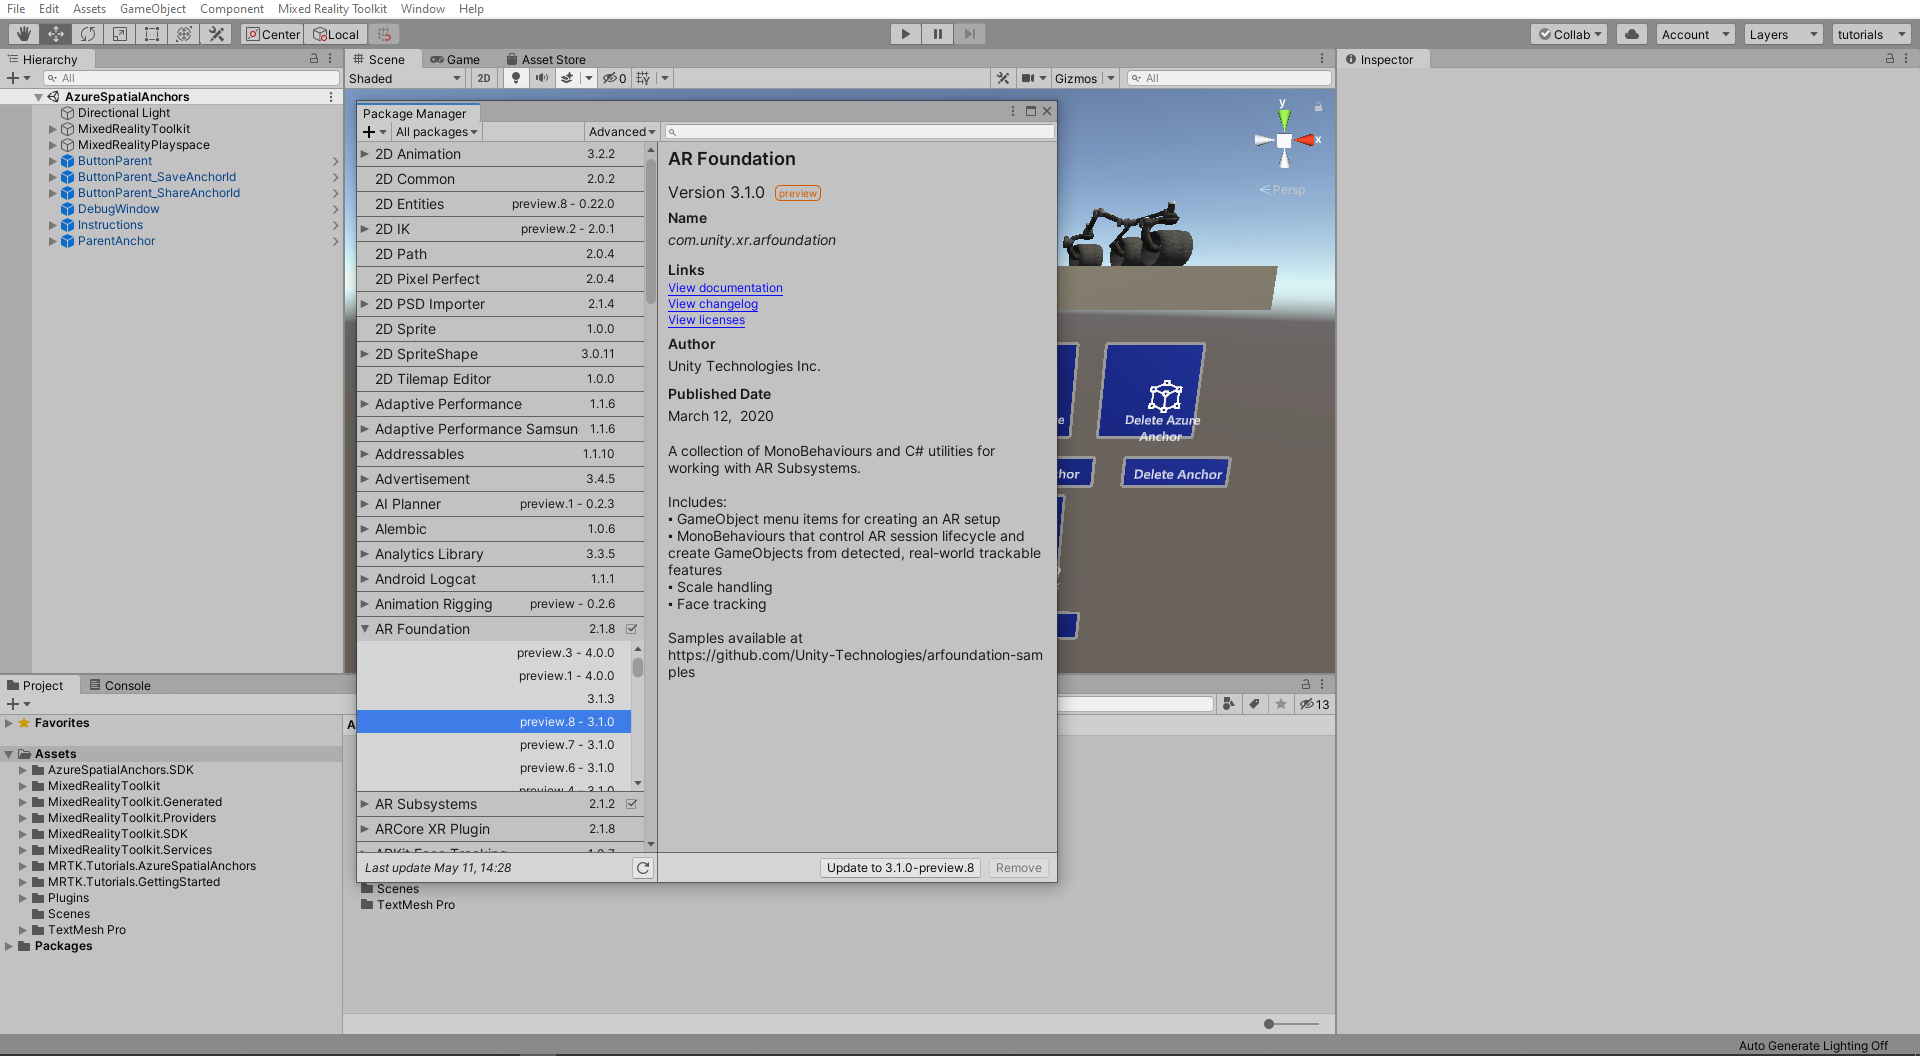 File Edit Assets GameObject Component Mixed Reality Toolkit Window Help
Center Local Collab Account Layers tutorials
Hierarchy
All
AzureSpatialAnchors
Directional Light
MixedRealityToolkit
MixedRealityPlayspace
ButtonParent
ButtonParent_SaveAnchorId
ButtonParent_ShareAnchorId
DebugWindow
Instructions
ParentAnchor
Scene Game Asset Store
Shaded 2D 0 Gizmos All
y
x
Persp
Delete Azure
Anchor
hor
Delete Anchor
Package Manager
All packages Advanced
2D Animation 3.2.2
2D Common 2.0.2
2D Entities preview.8 - 0.22.0
2D IK preview.2 - 2.0.1
2D Path 2.0.4
2D Pixel Perfect 2.0.4
2D PSD Importer 2.1.4
2D Sprite 1.0.0
2D SpriteShape 3.0.11
2D Tilemap Editor 1.0.0
Adaptive Performance 1.1.6
Adaptive Performance Samsun 1.1.6
Addressables 1.1.10
Advertisement 3.4.5
AI Planner preview.1 - 0.2.3
Alembic 1.0.6
Analytics Library 3.3.5
Android Logcat 1.1.1
Animation Rigging preview - 0.2.6
AR Foundation 2.1.8
preview.3 - 4.0.0
preview.1 - 4.0.0
3.1.3
preview.8 - 3.1.0
preview.7 - 3.1.0
preview.6 - 3.1.0
preview.4 - 3.1.0
AR Subsystems 2.1.2
ARCore XR Plugin 2.1.8
ARKit Face Tracking 1.0.7
Last update May 11, 14:28
AR Foundation
Version 3.1.0 preview
Name
com.unity.xr.arfoundation
Links
View documentation
View changelog
View licenses
Author
Unity Technologies Inc.
Published Date
March 12, 2020
A collection of MonoBehaviours and C# utilities for
working with AR Subsystems.
Includes:
▪ GameObject menu items for creating an AR setup
▪ MonoBehaviours that control AR session lifecycle and
create GameObjects from detected, real-world trackable
features
▪ Scale handling
▪ Face tracking
Samples available at
https://github.com/Unity-Technologies/arfoundation-sam
ples
Update to 3.1.0-preview.8 Remove
Inspector
Project Console
13
Favorites
Assets
AzureSpatialAnchors.SDK
MixedRealityToolkit
MixedRealityToolkit.Generated
MixedRealityToolkit.Providers
MixedRealityToolkit.SDK
MixedRealityToolkit.Services
MRTK.Tutorials.AzureSpatialAnchors
MRTK.Tutorials.GettingStarted
Plugins
Scenes
TextMesh Pro
Packages
A
Scenes
TextMesh Pro
Auto Generate Lighting Off